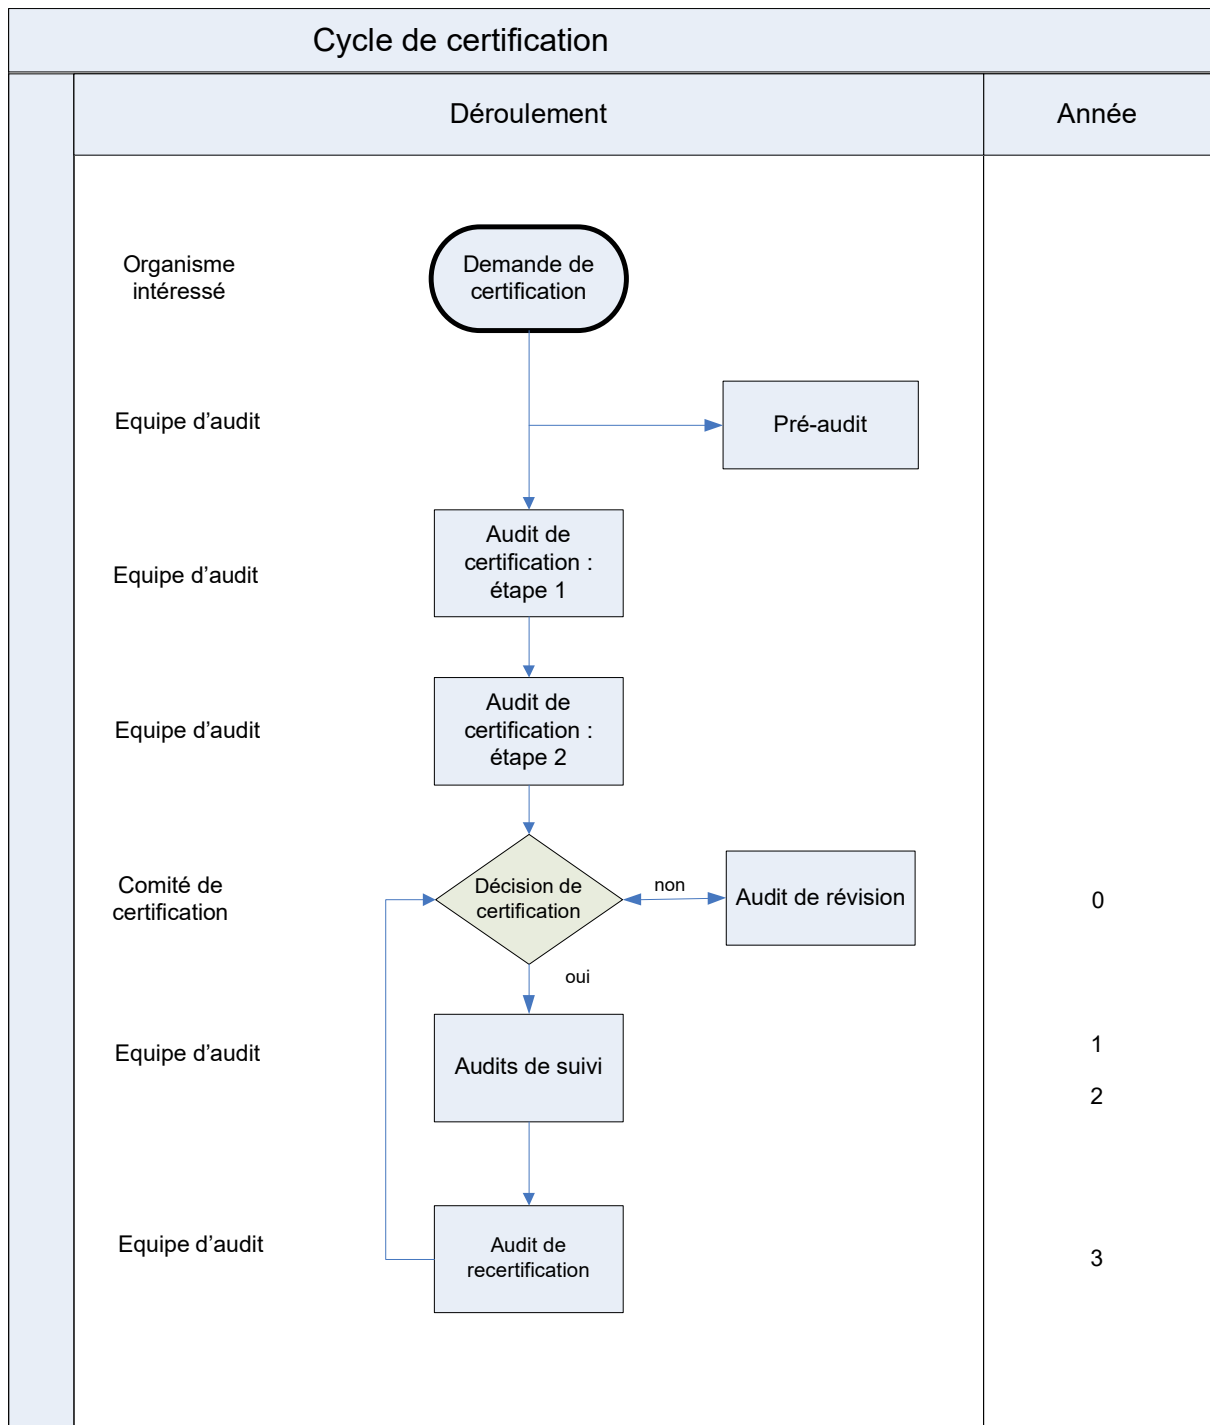 Cycle de certification
Déroulement
Année
Organisme
intéressé
Demande de
certification
Equipe d'audit
Pré-audit
Equipe d'audit
Audit de
certification :
étape 1
Equipe d'audit
Audit de
certification :
étape 2
Comité de
certification
Décision de
certification
non
Audit de révision
0
oui
Equipe d'audit
Audits de suivi
1
2
Equipe d'audit
Audit de
recertification
3